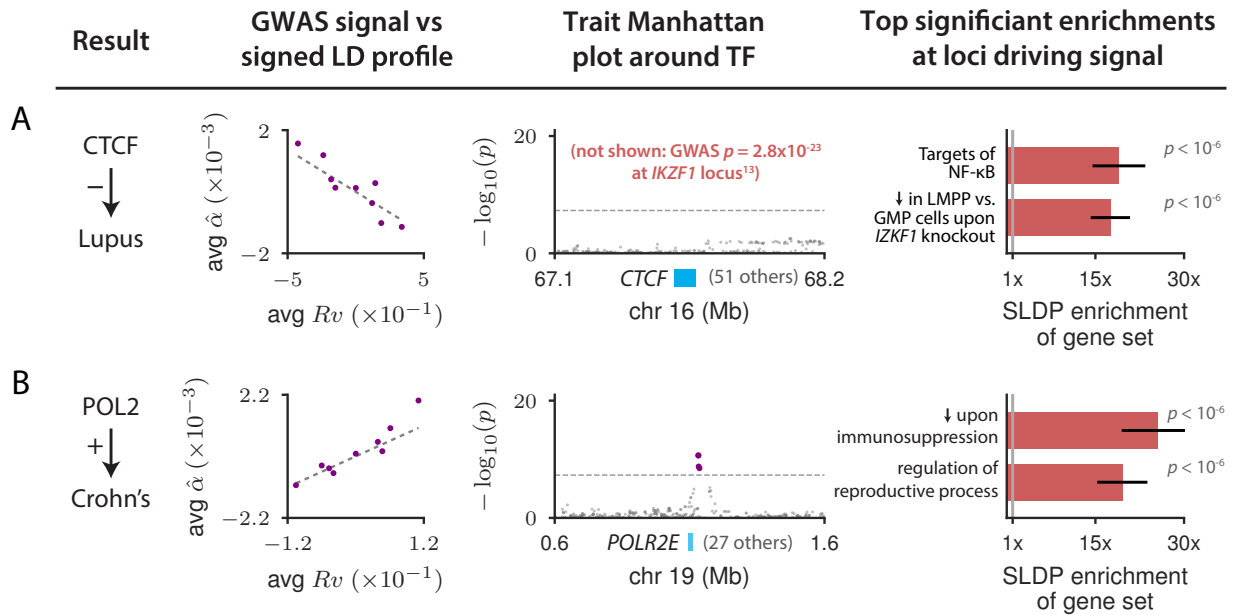 Result
GWAS signal vs
signed LD profile
Trait Manhattan
plot around TF
Top significiant enrichments
at loci driving signal
A
CTCF
−
Lupus
avg α̂ (×10⁻³)
2
−2
−5
5
avg Rv (×10⁻¹)
− log₁₀(p)
20
0
(not shown: GWAS p = 2.8x10⁻²³
at IKZF1 locus¹³)
67.1
CTCF
(51 others)
68.2
chr 16 (Mb)
Targets of
NF-κB
p < 10⁻⁶
↓ in LMPP vs.
GMP cells upon
IZKF1 knockout
p < 10⁻⁶
1x
15x
30x
SLDP enrichment
of gene set
B
POL2
+
Crohn's
avg α̂ (×10⁻³)
2.2
−2.2
−1.2
1.2
avg Rv (×10⁻¹)
− log₁₀(p)
20
0
0.6
POLR2E
(27 others)
1.6
chr 19 (Mb)
↓ upon
immunosuppression
p < 10⁻⁶
regulation of
reproductive process
p < 10⁻⁶
1x
15x
30x
SLDP enrichment
of gene set